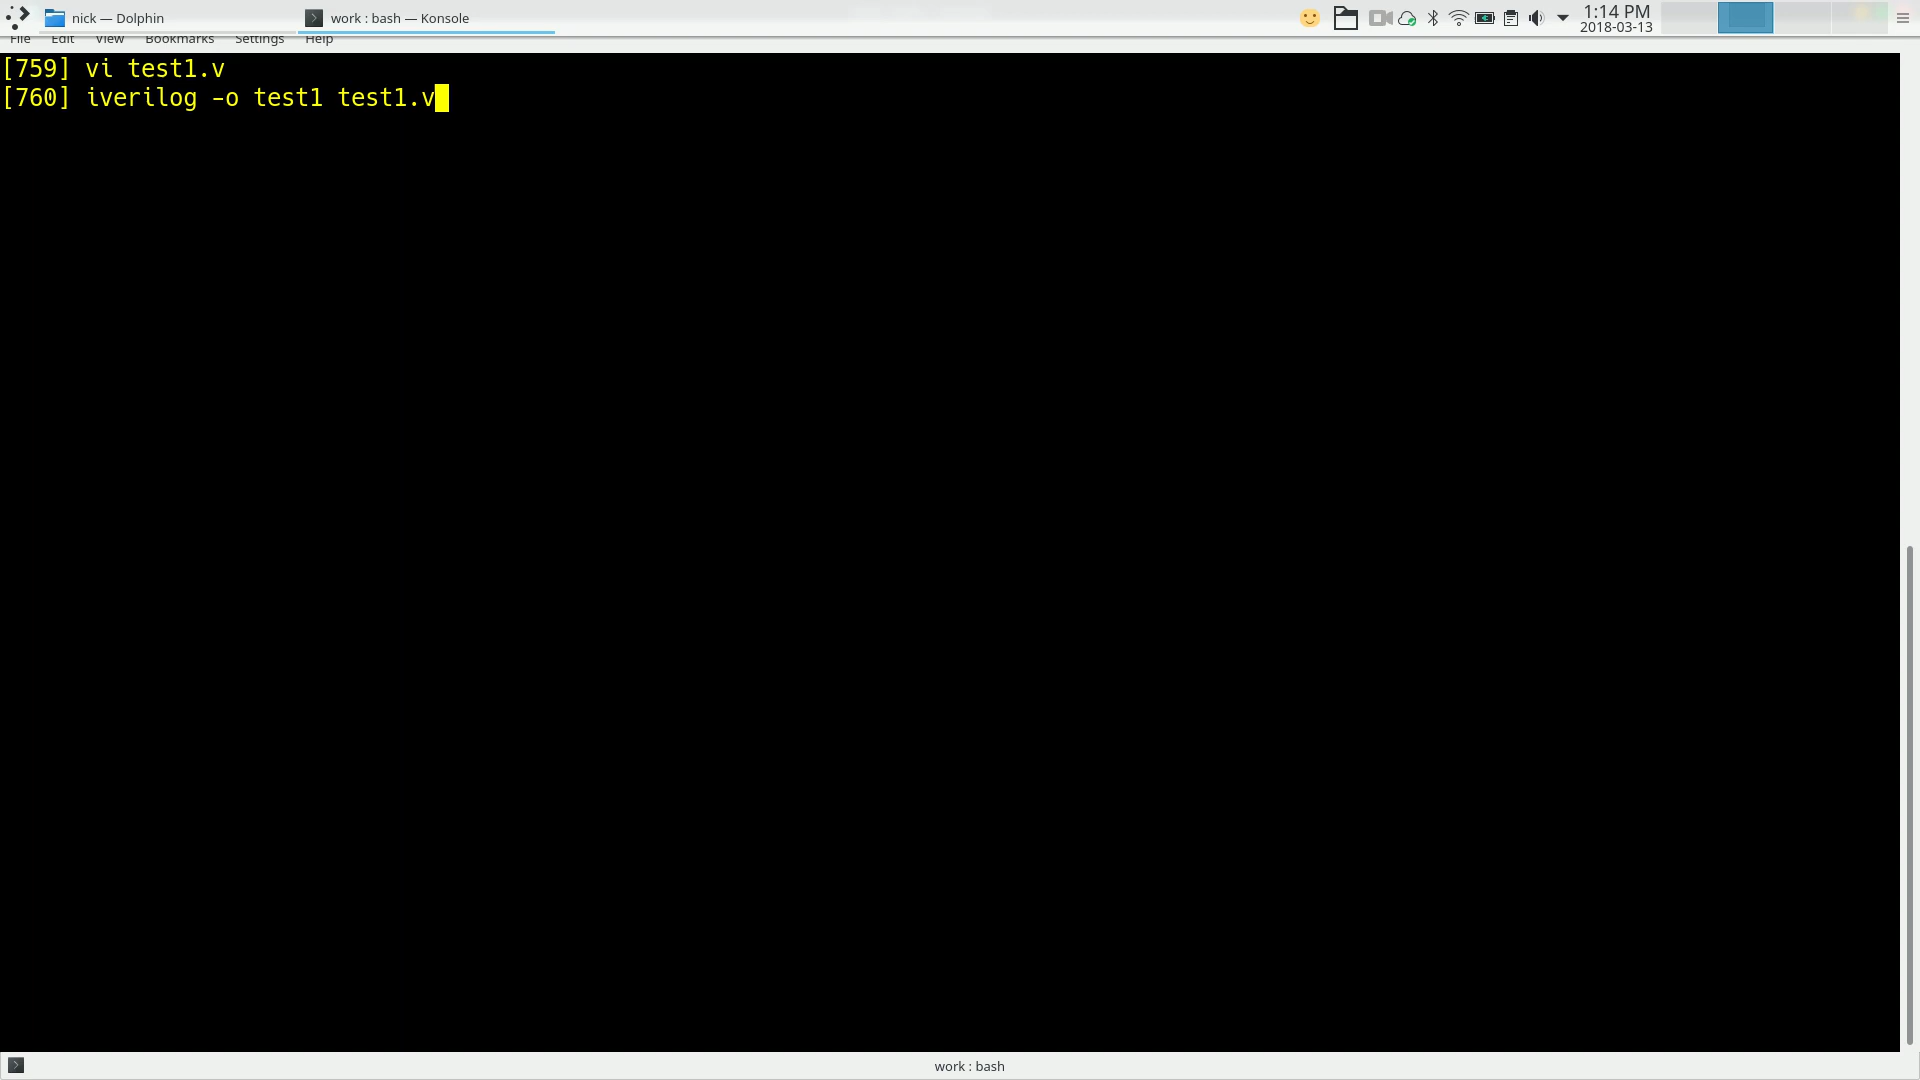 nick — Dolphin
work : bash — Konsole
1:14 PM
2018-03-13
File Edit View Bookmarks Settings Help
[759] vi test1.v
[760] iverilog -o test1 test1.v
work : bash